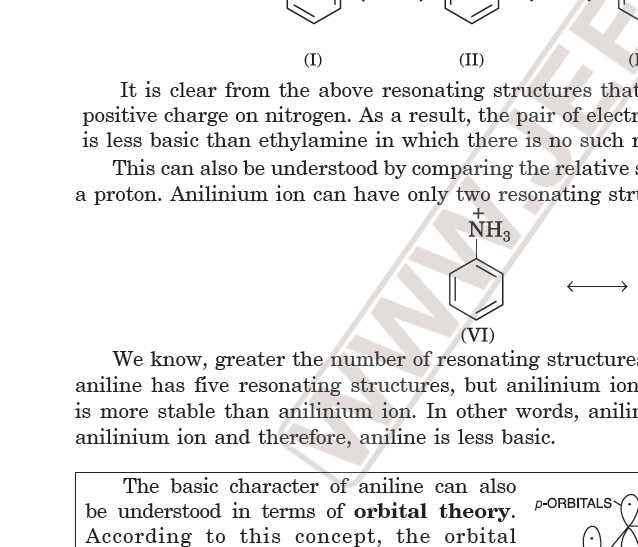 (I) (II) (I
It is clear from the above resonating structures that
positive charge on nitrogen. As a result, the pair of electr
is less basic than ethylamine in which there is no such r
This can also be understood by comparing the relative s
a proton. Anilinium ion can have only two resonating stru
+
NH3
(VI)
We know, greater the number of resonating structures
aniline has five resonating structures, but anilinium ion
is more stable than anilinium ion. In other words, anilin
anilinium ion and therefore, aniline is less basic.
The basic character of aniline can also
be understood in terms of orbital theory.
According to this concept, the orbital
p-ORBITALS
WWW.JEE